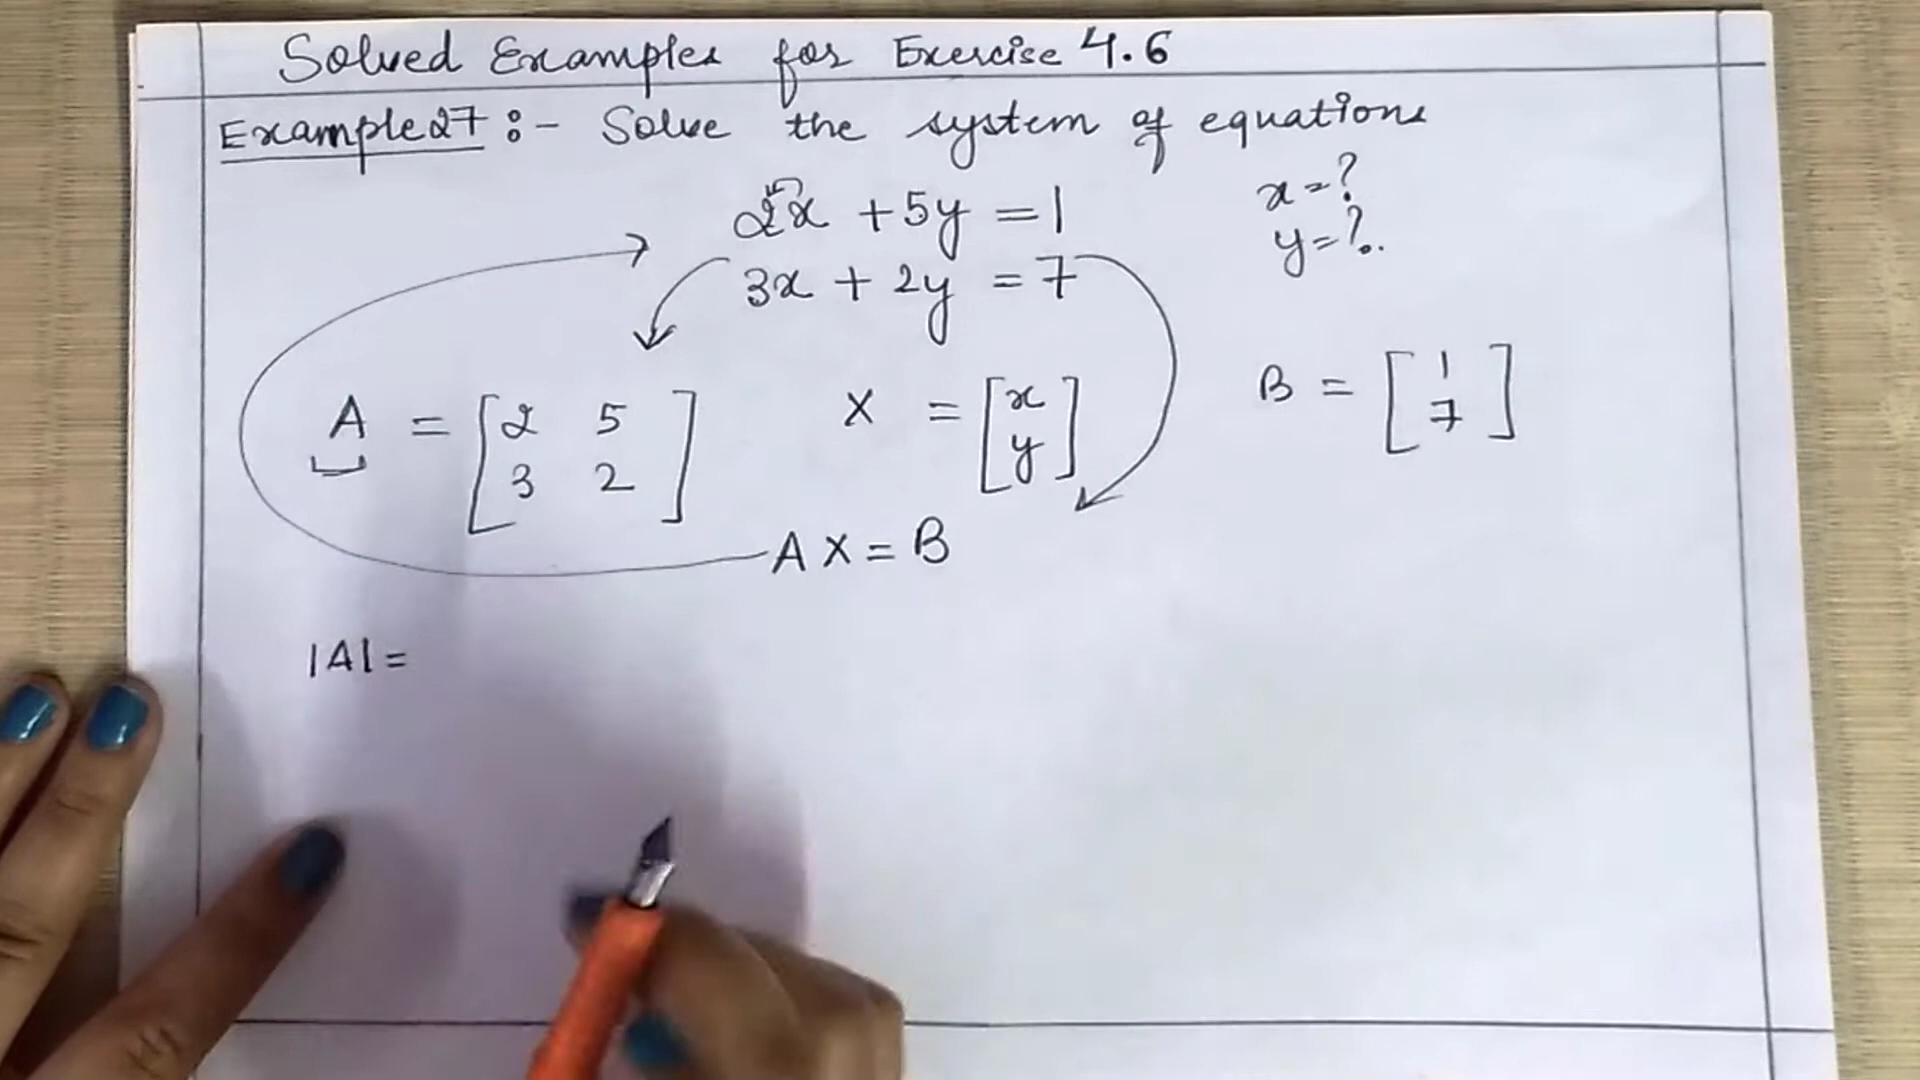 Solved Examples for Exercise 4.6
Example 27 :- Solve the system of equations
2x + 5y = 1
3x + 2y = 7
x = ?
y = ?.
A = [2 5
3 2]
X = [x
y]
B = [1
7]
AX = B
|A| =